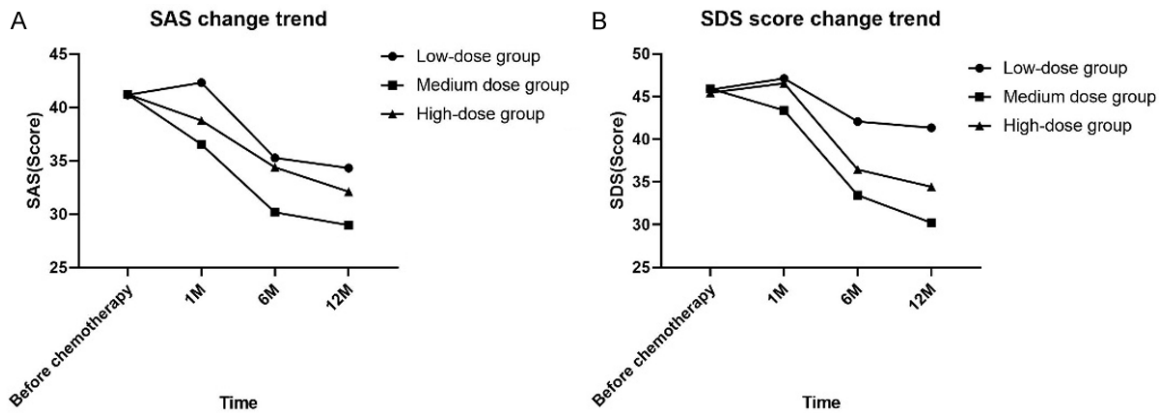 A
SAS change trend
45
40
35
30
25
SAS(Score)
Before chemotherapy
1M
6M
12M
Time
Low-dose group
Medium dose group
High-dose group
B
SDS score change trend
50
45
40
35
30
25
SDS(Score)
Before chemotherapy
1M
6M
12M
Time
Low-dose group
Medium dose group
High-dose group